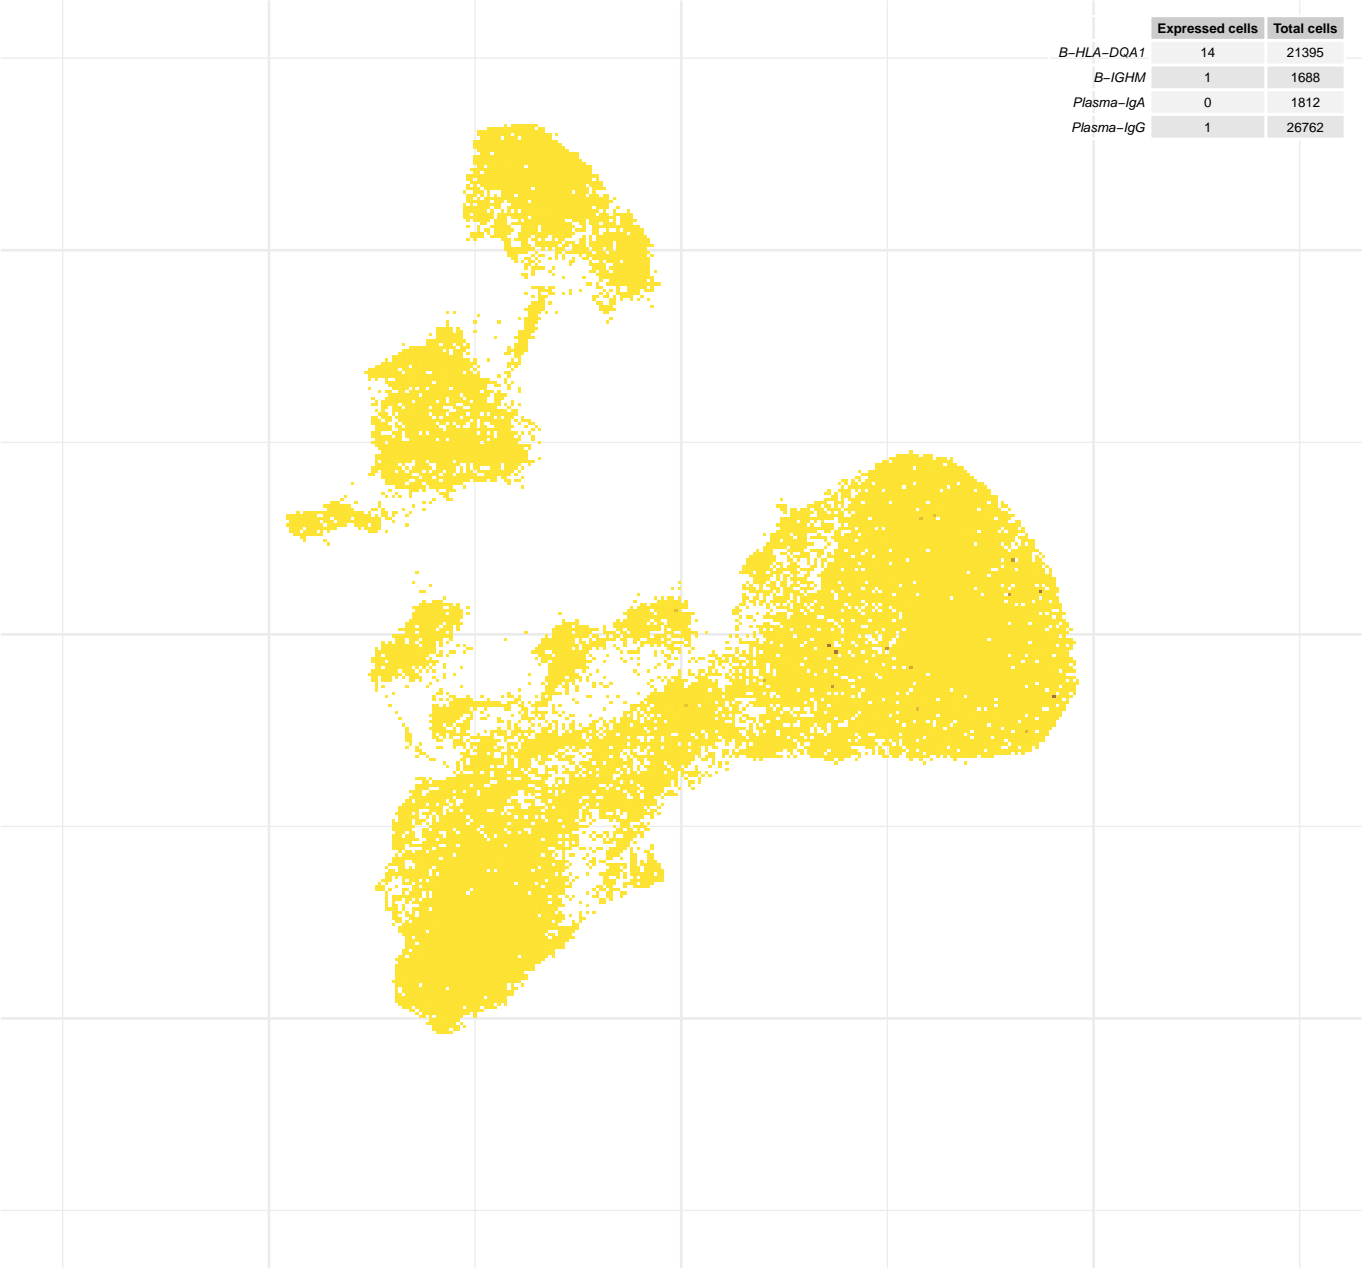 Expressed cells Total cells
B−HLA−DQA1 14 21395
B−IGHM 1 1688
Plasma−IgA 0 1812
Plasma−IgG 1 26762